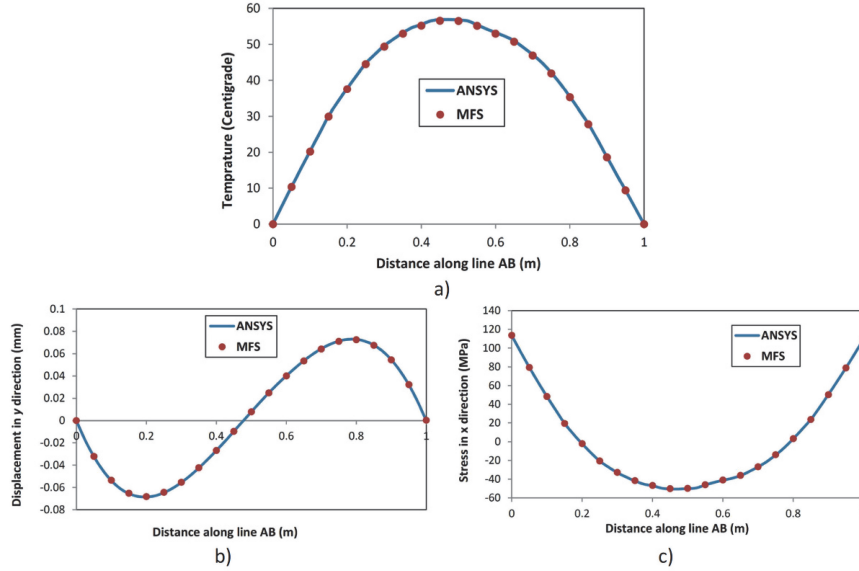 60
50
40
30
20
10
0
Temprature (Centigrade)
ANSYS
MFS
0 0.2 0.4 0.6 0.8 1
Distance along line AB (m)
a)
0.1
0.08
0.06
0.04
0.02
0
-0.02
-0.04
-0.06
-0.08
Displacement in y direction (mm)
ANSYS
MFS
0 0.2 0.4 0.6 0.8 1
Distance along line AB (m)
b)
140
120
100
80
60
40
20
0
-20
-40
-60
Stress in x direction (MPa)
ANSYS
MFS
0 0.2 0.4 0.6 0.8
Distance along line AB (m)
c)